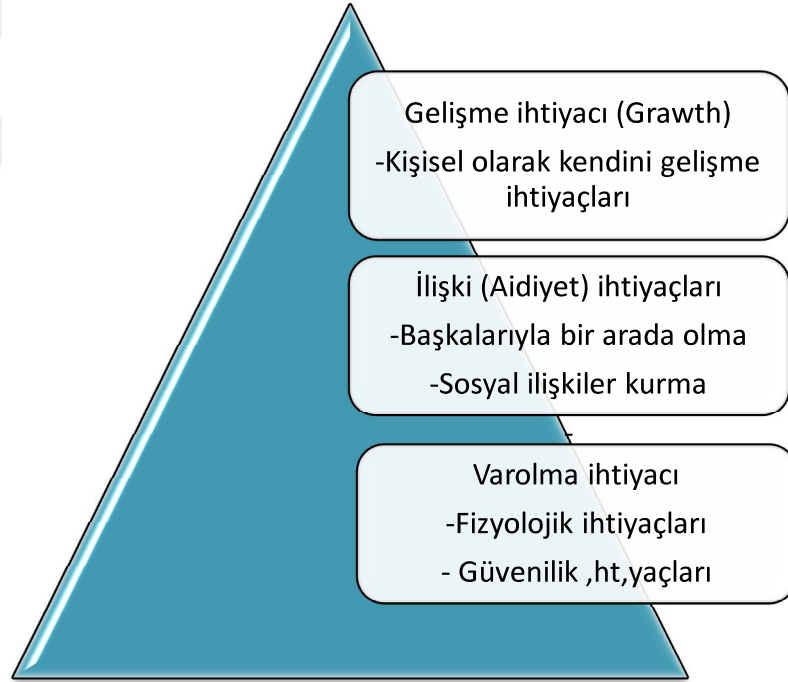 Gelişme ihtiyacı (Grawth)
-Kişisel olarak kendini gelişme
ihtiyaçları
İlişki (Aidiyet) ihtiyaçları
-Başkalarıyla bir arada olma
-Sosyal ilişkiler kurma
-
Varolma ihtiyacı
-Fizyolojik ihtiyaçları
- Güvenilik ,ht,yaçları